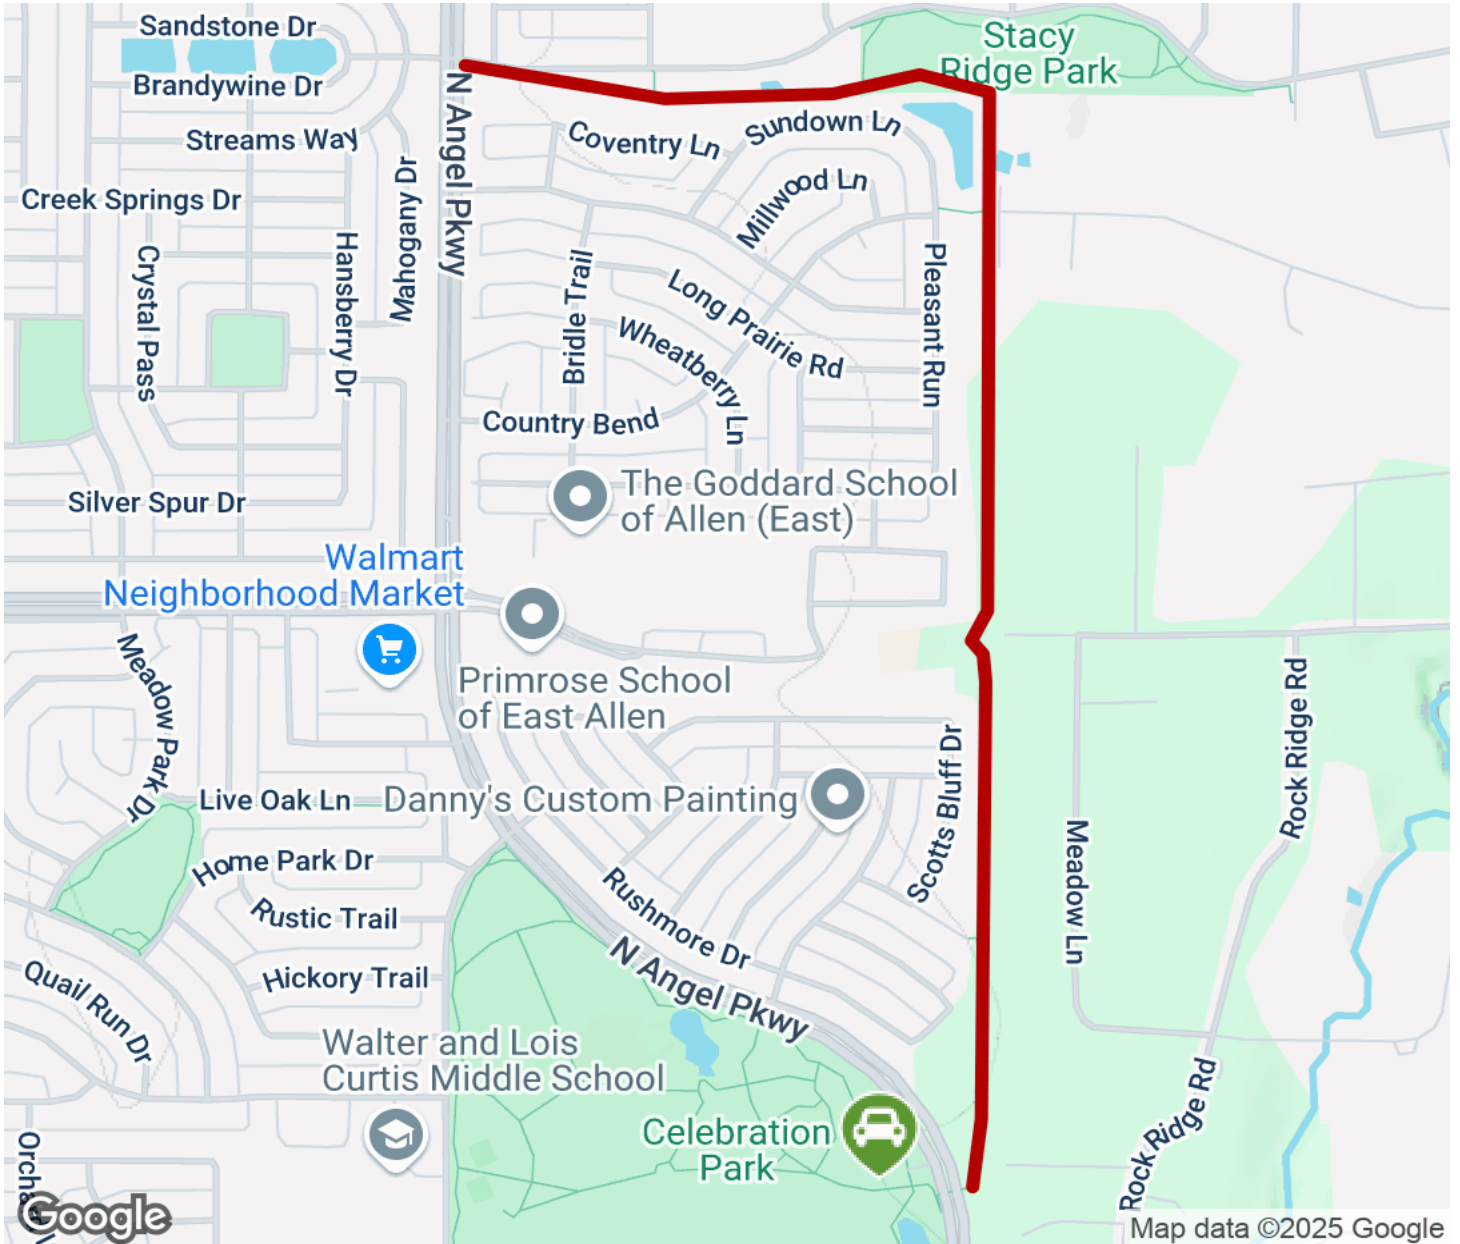 Sandstone Dr
Stacy
Ridge Park
Brandywine Dr
N Angel Pkwy
Coventry Ln
Sundown Ln
Streams Way
Mahogany Dr
Millwood Ln
Creek Springs Dr
Crystal Pass
Hansberry Dr
Bridle Trail
Pleasant Run
Long Prairie Rd
Wheatberry Ln
Country Bend
The Goddard School
of Allen (East)
Silver Spur Dr
Walmart
Neighborhood Market
Meadow Park Dr
Primrose School
of East Allen
Rock Ridge Rd
Scotts Bluff Dr
Live Oak Ln
Danny's Custom Painting
Meadow Ln
Home Park Dr
Rushmore Dr
Rustic Trail
N Angel Pkwy
Hickory Trail
Quail Run Dr
Walter and Lois
Curtis Middle School
Rock Ridge Rd
Celebration
Park
Google
Map data ©2025 Google